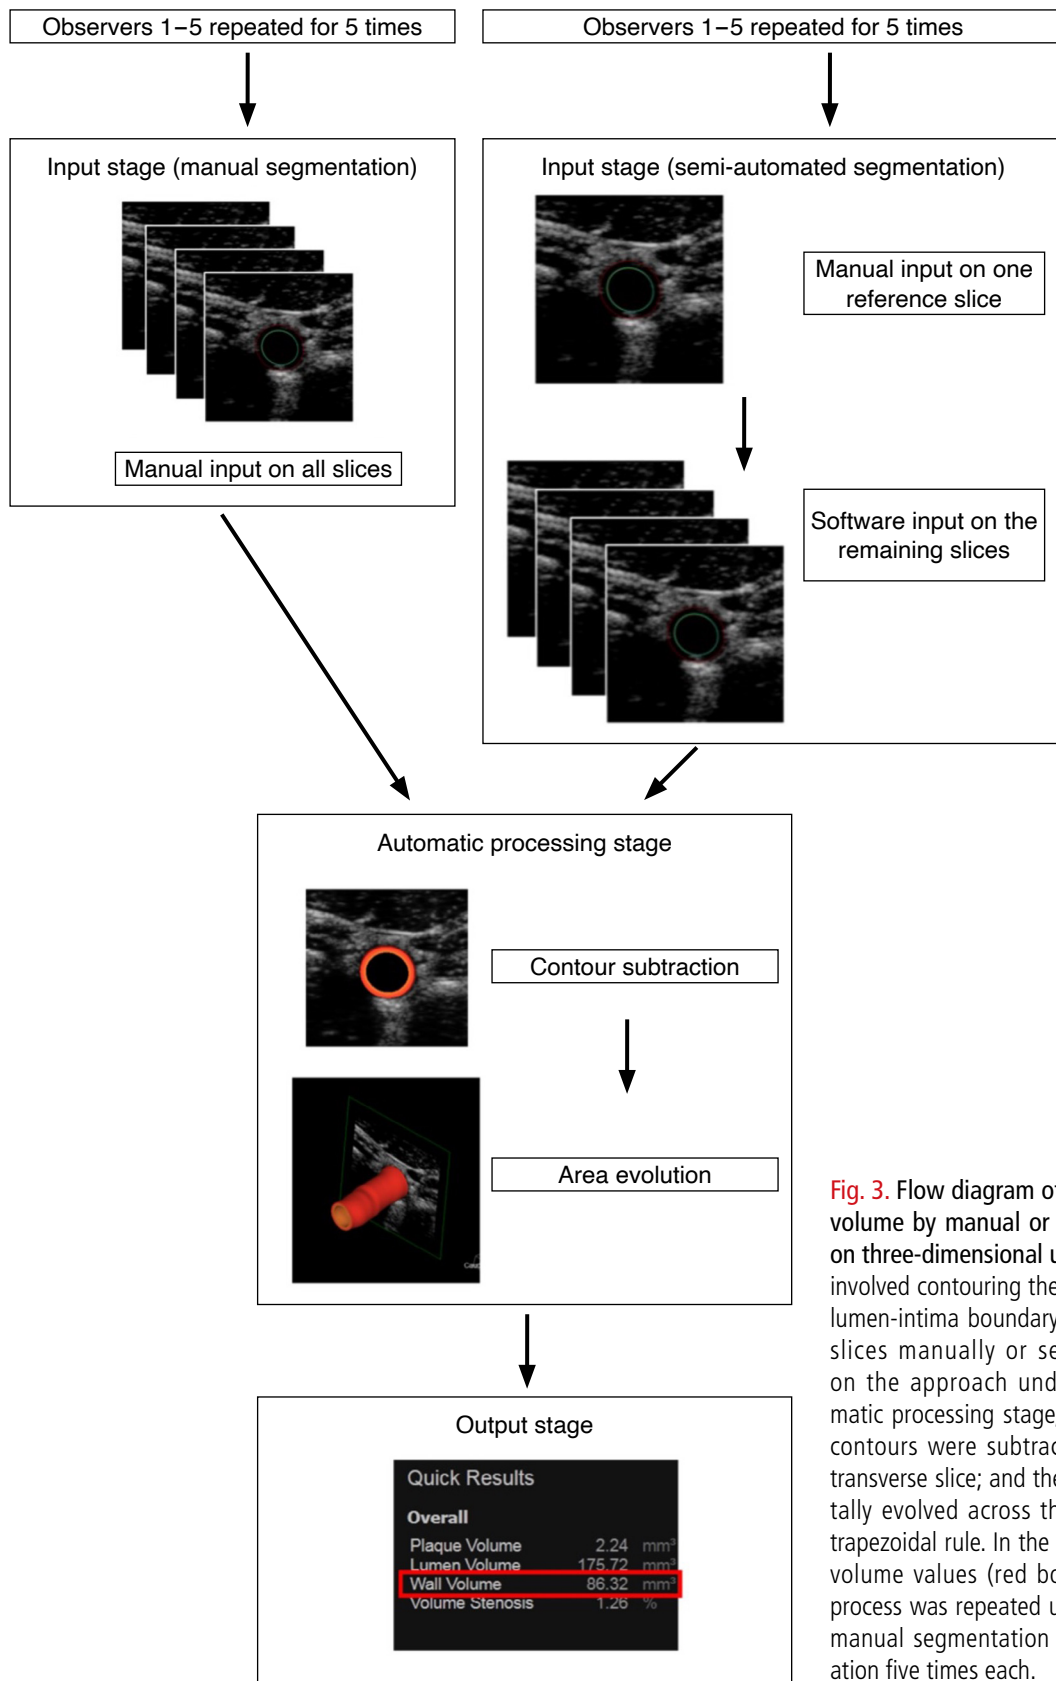 Observers 1–5 repeated for 5 times
Observers 1–5 repeated for 5 times
Input stage (manual segmentation)
Manual input on all slices
Input stage (semi-automated segmentation)
Manual input on one
reference slice
Software input on the
remaining slices
Automatic processing stage
Contour subtraction
Area evolution
Output stage
Quick Results
Overall
Plaque Volume 2.24 mm³
Lumen Volume 175.72 mm³
Wall Volume 86.32 mm³
Volume Stenosis 1.26 %
Fig. 3. Flow diagram
volume by manual or
on three-dimensional
involved contouring the
lumen-intima boundary
slices manually or
on the approach
matic processing stage
contours were
transverse slice; and the
tally evolved across
trapezoidal rule. In the
volume values (red
process was repeated
manual segmentation
ation five times each.